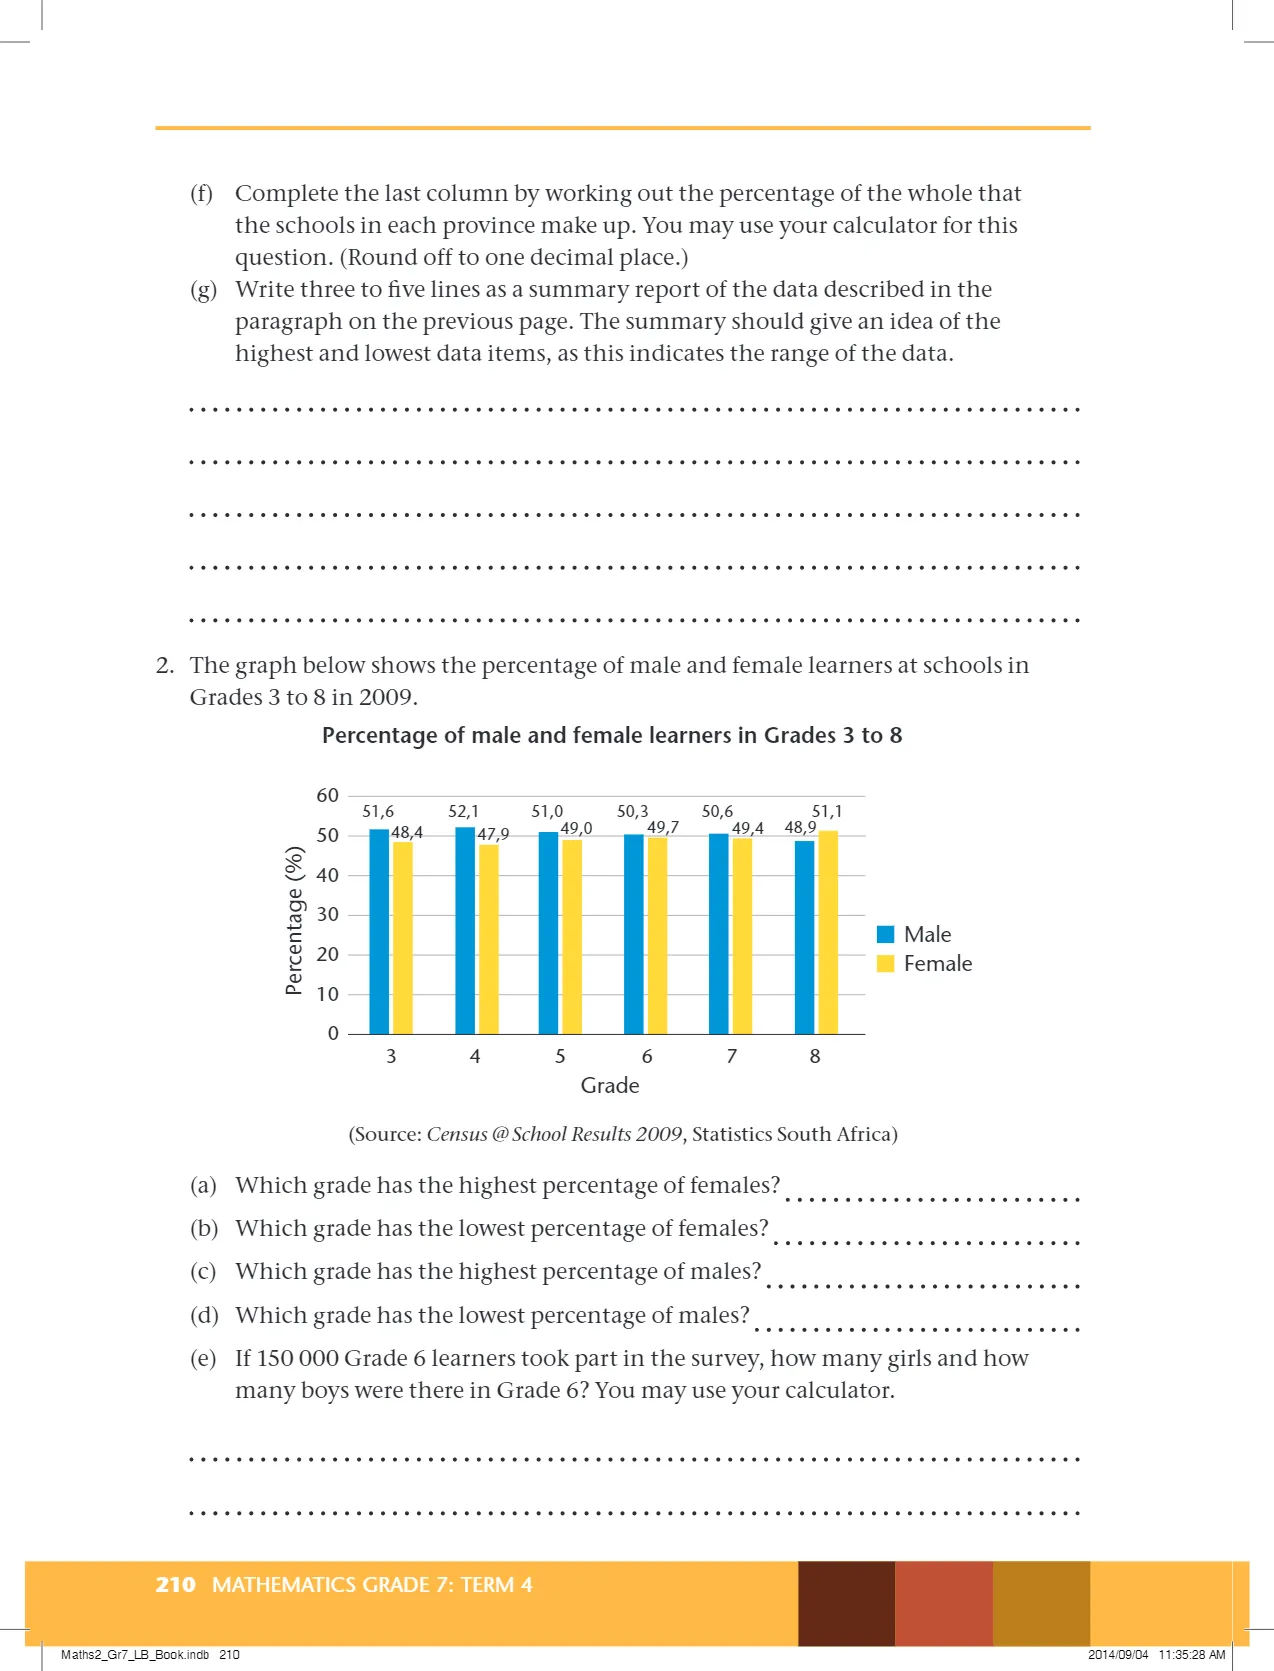 (f) Complete the last column by working out the percentage of the whole that
the schools in each province make up. You may use your calculator for this
question. (Round off to one decimal place.)
(g) Write three to five lines as a summary report of the data described in the
paragraph on the previous page. The summary should give an idea of the
highest and lowest data items, as this indicates the range of the data.
2. The graph below shows the percentage of male and female learners at schools in
Grades 3 to 8 in 2009.
Percentage of male and female learners in Grades 3 to 8
Percentage (%)
60
50
40
30
20
10
0
51,6
48,4
52,1
47,9
51,0
49,0
50,3
49,7
50,6
49,4
48,9
51,1
3 4 5 6 7 8
Grade
Male
Female
(Source: Census @ School Results 2009, Statistics South Africa)
(a) Which grade has the highest percentage of females?
(b) Which grade has the lowest percentage of females?
(c) Which grade has the highest percentage of males?
(d) Which grade has the lowest percentage of males?
(e) If 150 000 Grade 6 learners took part in the survey, how many girls and how
many boys were there in Grade 6? You may use your calculator.
210 MATHEMATICS GRADE 7: TERM 4
Maths2_Gr7_LB_Book.indb 210
2014/09/04 11:35:28 AM